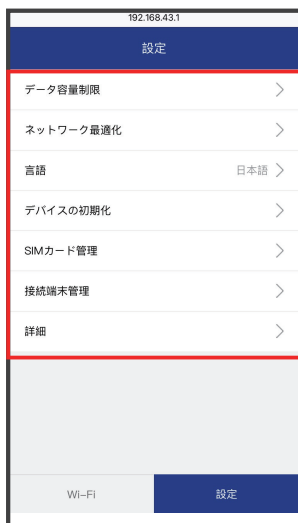 192.168.43.1
設定
データ容量制限
ネットワーク最適化
言語 日本語
デバイスの初期化
SIMカード管理
接続端末管理
詳細
Wi-Fi 設定